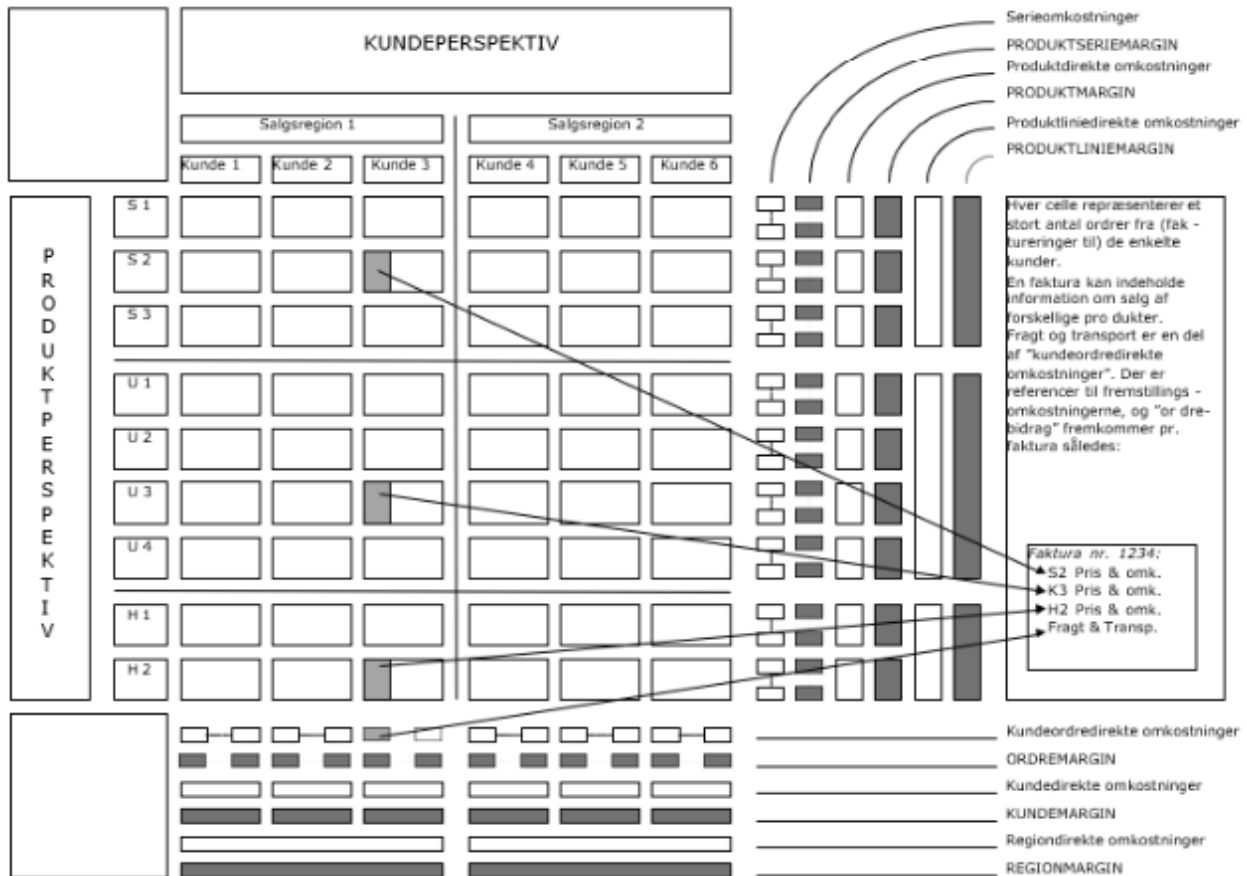 KUNDEPERSPEKTIV
Salgsregion 1
Salgsregion 2
Kunde 1
Kunde 2
Kunde 3
Kunde 4
Kunde 5
Kunde 6
Serieomkostninger
PRODUKTSERIEMARGIN
Produktdirekte omkostninger
PRODUKTMARGIN
Produktliniedirekte omkostninger
PRODUKTLINIEMARGIN
PRODUKTPERSPEKTIV
S 1
S 2
S 3
U 1
U 2
U 3
U 4
H 1
H 2
Hver celle repræsenterer et
stort antal ordrer fra (fak -
tureringer til) de enkelte
kunder.
En faktura kan indeholde
information om salg af
forskellige pro dukter.
Fragt og transport er en del
af "kundeordredirekte
omkostninger". Der er
referencer til fremstillings -
omkostningerne, og "or dre-
bidrag" fremkommer pr.
faktura således:
Faktura nr. 1234:
S2 Pris & omk.
K3 Pris & omk.
H2 Pris & omk.
Fragt & Transp.
Kundeordredirekte omkostninger
ORDREMARGIN
Kundedirekte omkostninger
KUNDEMARGIN
Regiondirekte omkostninger
REGIONMARGIN